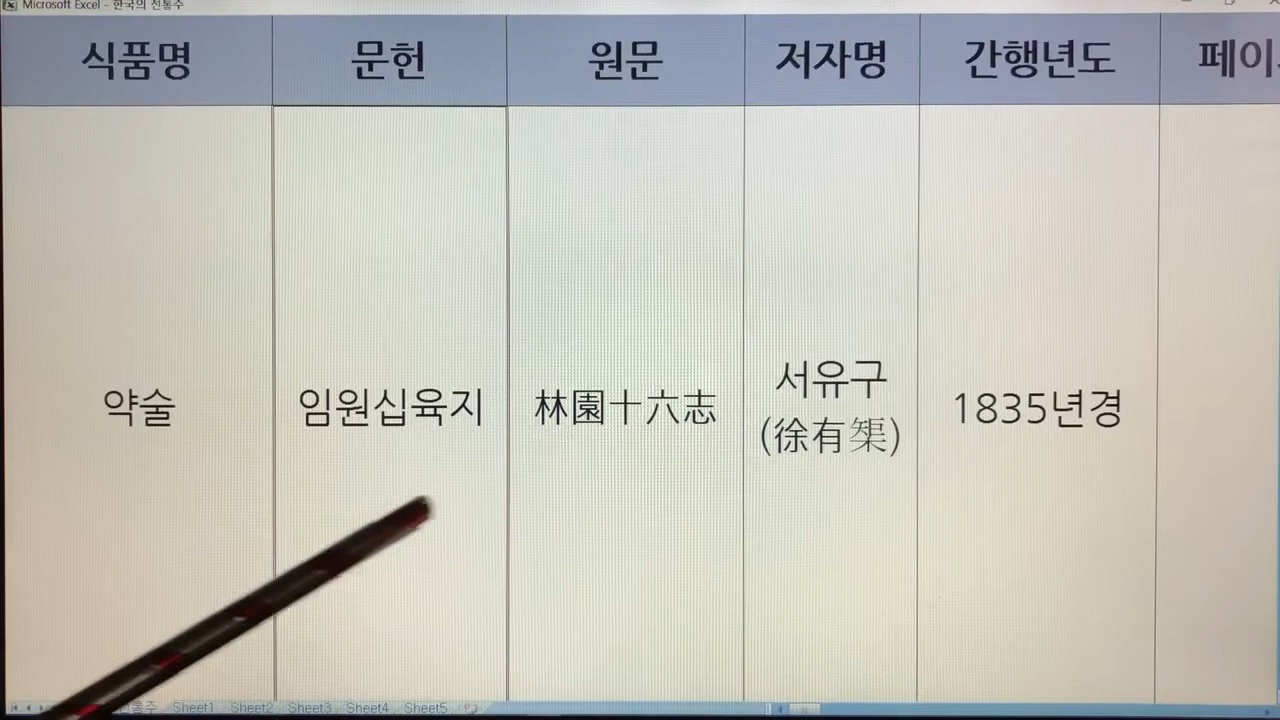 Microsoft Excel - 한국의 전통주
식품명 문헌 원문 저자명 간행년도
약술 임원십육지 林園十六志 서유구 (徐有榘) 1835년경
Sheet1 Sheet2 Sheet3 Sheet4 Sheet5